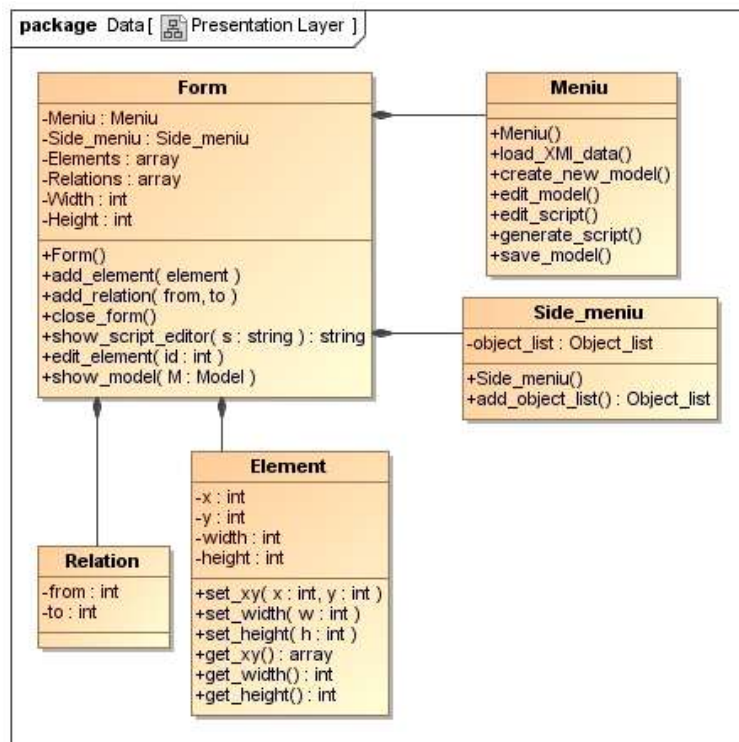 package Data [ Presentation Layer ]
Form
-Meniu : Meniu
-Side_meniu : Side_meniu
-Elements : array
-Relations : array
-Width : int
-Height : int
+Form()
+add_element( element )
+add_relation( from, to )
+close_form()
+show_script_editor( s : string ) : string
+edit_element( id : int )
+show_model( M : Model )
Meniu
+Meniu()
+load_XMI_data()
+create_new_model()
+edit_model()
+edit_script()
+generate_script()
+save_model()
Side_meniu
-object_list : Object_list
+Side_meniu()
+add_object_list() : Object_list
Element
-x : int
-y : int
-width : int
-height : int
+set_xy( x : int, y : int )
+set_width( w : int )
+set_height( h : int )
+get_xy() : array
+get_width() : int
+get_height() : int
Relation
-from : int
-to : int